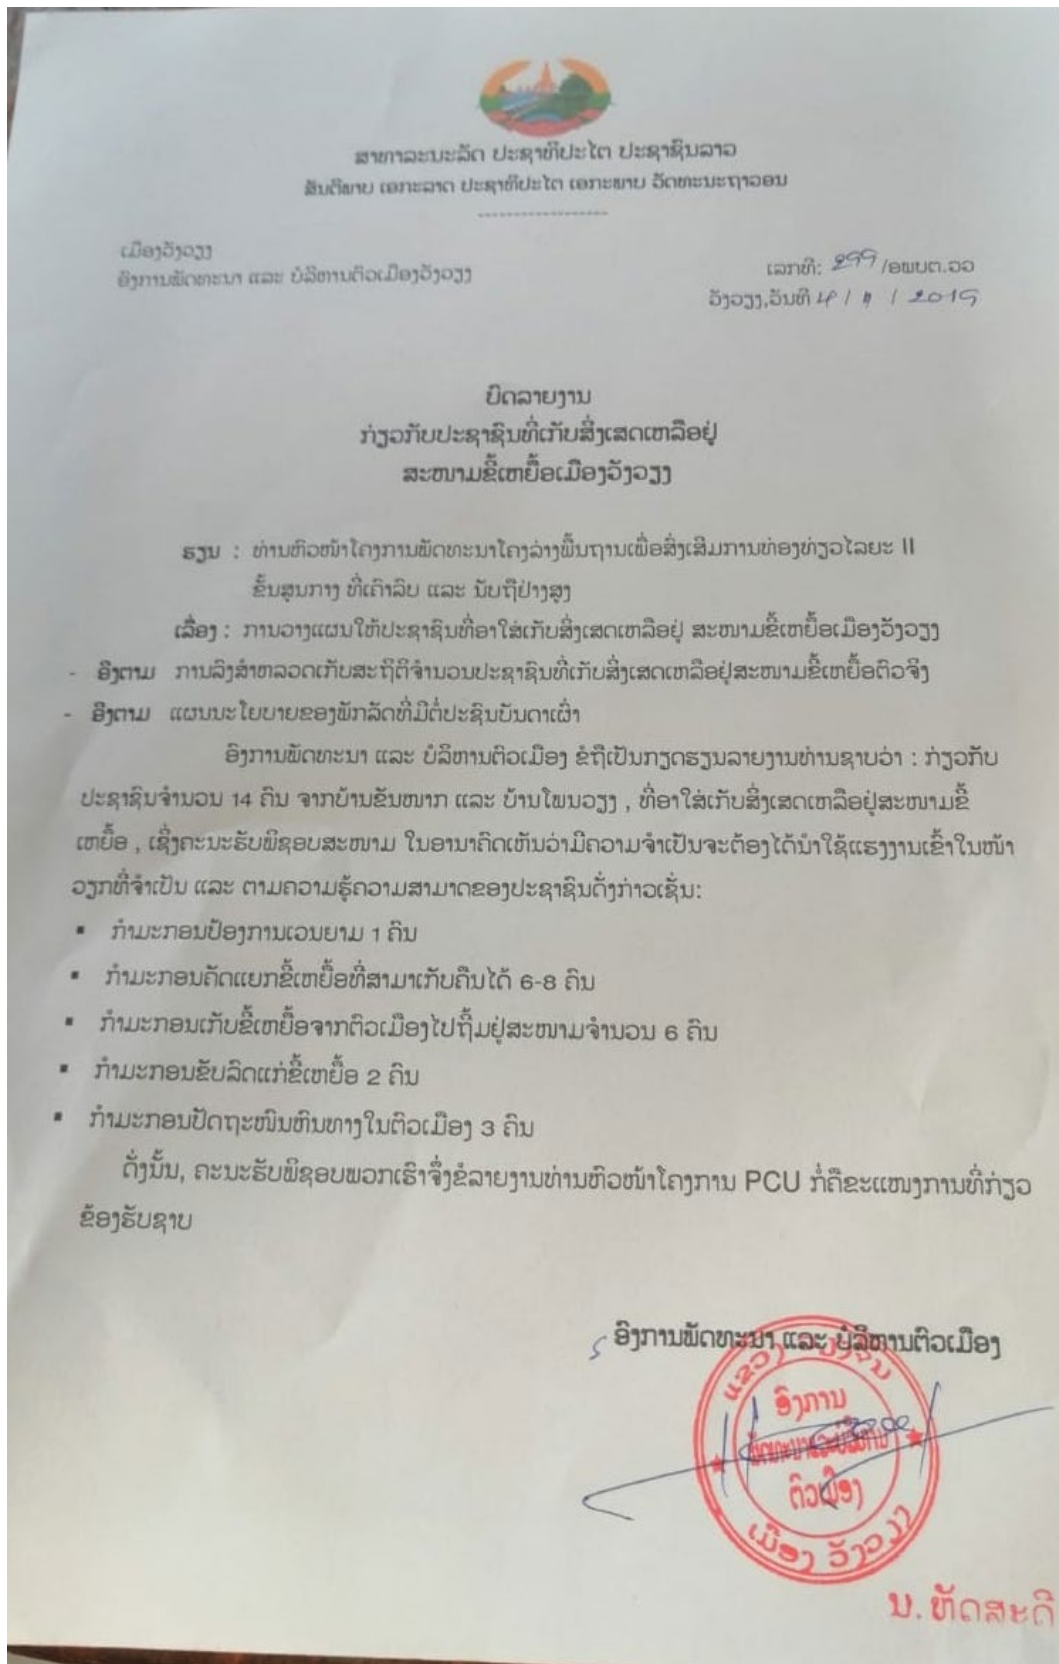 ສາທາລະນະລັດ ປະຊາທິປະໄຕ ປະຊາຊົນລາວ
ສັນຕິພາບ ເອກະລາດ ປະຊາທິປະໄຕ ເອກະພາບ ວັດທະນະຖາວອນ
------------------
ເມືອງວັງວຽງ
ອົງການພັດທະນາ ແລະ ບໍລິຫານຕົວເມືອງວັງວຽງ
ເລກທີ: 299/ອພບຕ.ວວ
ວັງວຽງ,ວັນທີ 4 / / 2019
ບົດລາຍງານ
ກ່ຽວກັບປະຊາຊົນທີ່ເກັບສິ່ງເສດເຫລືອຢູ່
ສະໜາມຂີ້ເຫຍື້ອເມືອງວັງວຽງ
ຮຽນ : ທ່ານຫົວໜ້າໂຄງການພັດທະນາໂຄງລ່າງພື້ນຖານເພື່ອສົ່ງເສີມການທ່ອງທ່ຽວໄລຍະ II
ຂັ້ນສູນກາງ ທີ່ເຄົາລົບ ແລະ ນັບຖືຢ່າງສູງ
ເລື່ອງ : ການວາງແຜນໃຫ້ປະຊາຊົນທີ່ອາໃສ່ເກັບສິ່ງເສດເຫລືອຢູ່ ສະໜາມຂີ້ເຫຍື້ອເມືອງວັງວຽງ
- ອີງຕາມ ການລົງສຳຫລວດເກັບສະຖິຕິຈຳນວນປະຊາຊົນທີ່ເກັບສິ່ງເສດເຫລືອຢູ່ສະໜາມຂີ້ເຫຍື້ອຕົວຈິງ
- ອີງຕາມ ແຜນນະໂຍບາຍຂອງພັກລັດທີ່ມີຕໍ່ປະຊົນບັນດາເຜົ່າ
ອົງການພັດທະນາ ແລະ ບໍລິຫານຕົວເມືອງ ຂໍຖືເປັນກຽດຮຽນລາຍງານທ່ານຊາບວ່າ : ກ່ຽວກັບ
ປະຊາຊົນຈຳນວນ 14 ຄົນ ຈາກບ້ານຂັນໝາກ ແລະ ບ້ານໂພນວຽງ , ທີ່ອາໃສ່ເກັບສິ່ງເສດເຫລືອຢູ່ສະໜາມຂີ້
ເຫຍື້ອ , ເຊິ່ງຄະນະຮັບພິຊອບສະໜາມ ໃນອານາຄົດເຫັນວ່າມີຄວາມຈຳເປັນຈະຕ້ອງໄດ້ນຳໃຊ້ແຮງງານເຂົ້າໃນໜ້າ
ວຽກທີ່ຈຳເປັນ ແລະ ຕາມຄວາມຮູ້ຄວາມສາມາດຂອງປະຊາຊົນດັ່ງກ່າວເຊັ່ນ:
▪ ກຳມະກອນປ້ອງການເວນຍາມ 1 ຄົນ
▪ ກຳມະກອນຄັດແຍກຂີ້ເຫຍື້ອທີ່ສາມາເກັບຄືນໄດ້ 6-8 ຄົນ
▪ ກຳມະກອນເກັບຂີ້ເຫຍື້ອຈາກຕົວເມືອງໄປຖິ້ມຢູ່ສະໜາມຈຳນວນ 6 ຄົນ
▪ ກຳມະກອນຂັບລົດແກ່ຂີ້ເຫຍື້ອ 2 ຄົນ
▪ ກຳມະກອນປັດຖະໜົນຫົນທາງໃນຕົວເມືອງ 3 ຄົນ
ດັ່ງນັ້ນ, ຄະນະຮັບພິຊອບພວກເຮົາຈຶ່ງຂໍລາຍງານທ່ານຫົວໜ້າໂຄງການ PCU ກໍ່ຄືຂະແໜງການທີ່ກ່ຽວ
ຂ້ອງຮັບຊາບ
ອົງການພັດທະນາ ແລະ ບໍລິຫານຕົວເມືອງ
ແຂວງ ວຽງຈັນ
ອົງການ
ພັດທະນາແລະບໍລິຫານ
ຕົວເມືອງ
ເມືອງ ວັງວຽງ
ນ. ຫັດສະດີ